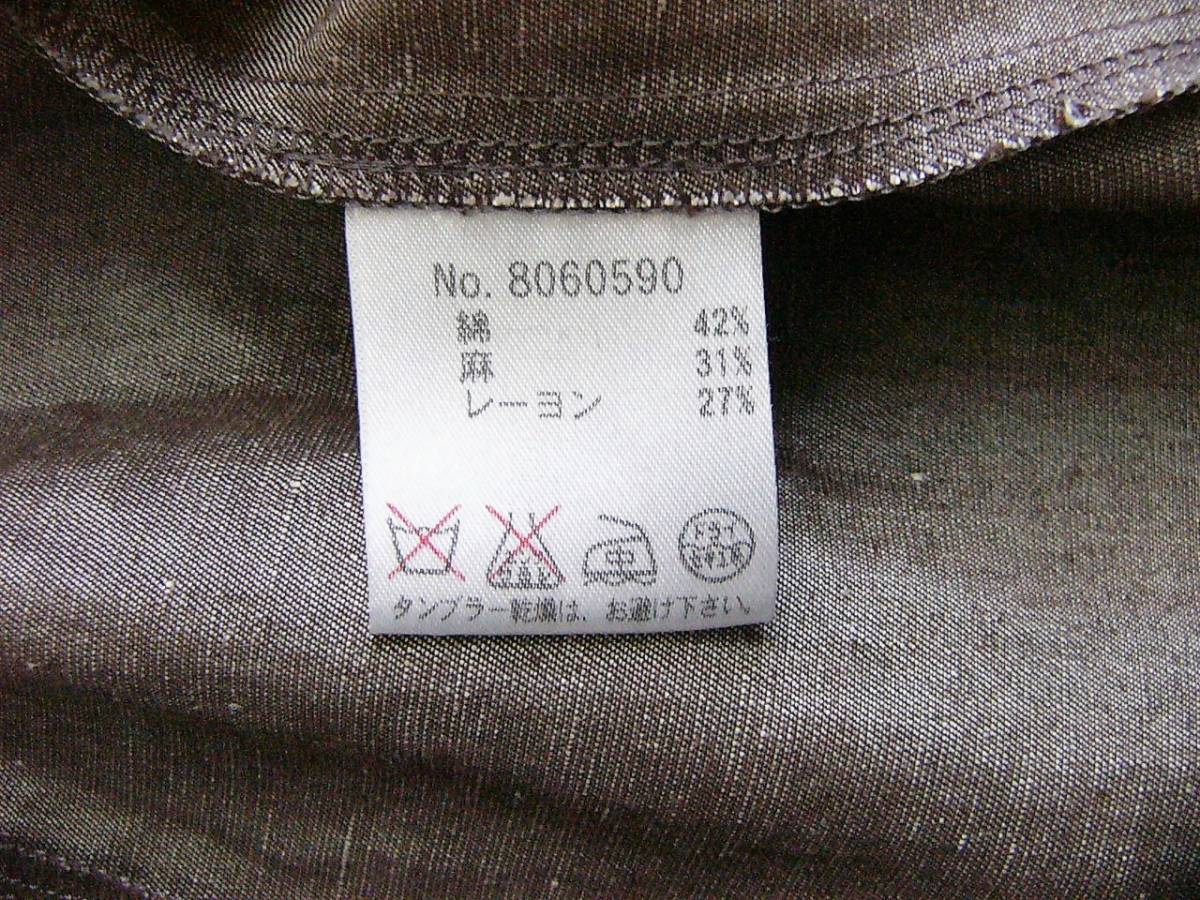 No. 8060590
綿 42%
麻 31%
レーヨン 27%
中
ドライ
タンブラー乾燥は、お避け下さい。